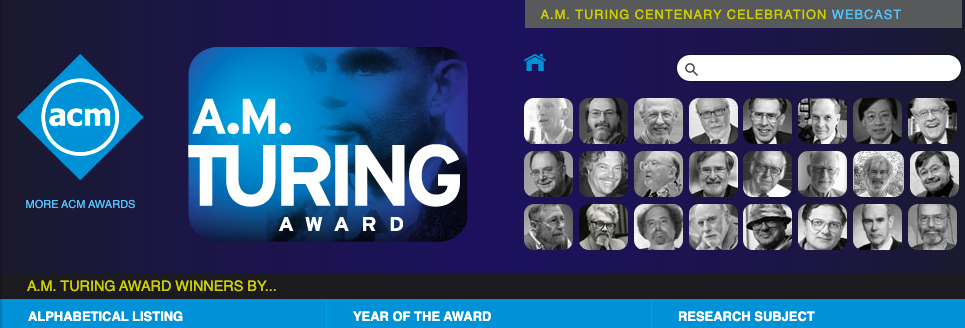 A.M. TURING CENTENARY CELEBRATION WEBCAST
acm
MORE ACM AWARDS
A.M.
TURING
AWARD
A.M. TURING AWARD WINNERS BY...
ALPHABETICAL LISTING
YEAR OF THE AWARD
RESEARCH SUBJECT